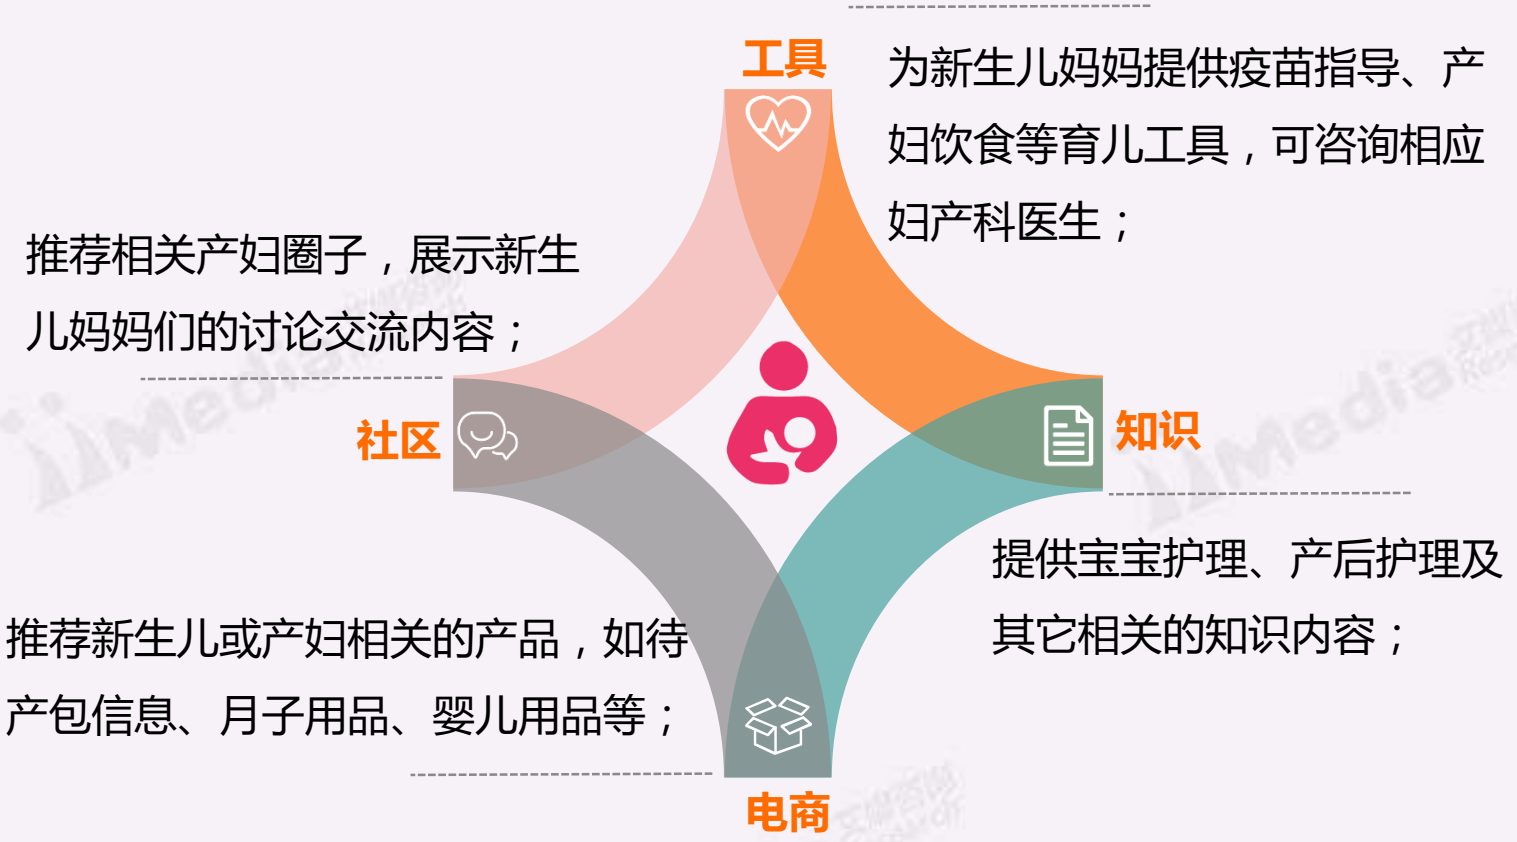 工具
为新生儿妈妈提供疫苗指导、产
妇饮食等育儿工具，可咨询相应
妇产科医生；
推荐相关产妇圈子，展示新生
儿妈妈们的讨论交流内容；
社区
知识
提供宝宝护理、产后护理及
其它相关的知识内容；
推荐新生儿或产妇相关的产品，如待
产包信息、月子用品、婴儿用品等；
电商
iiMedia
iiMedia